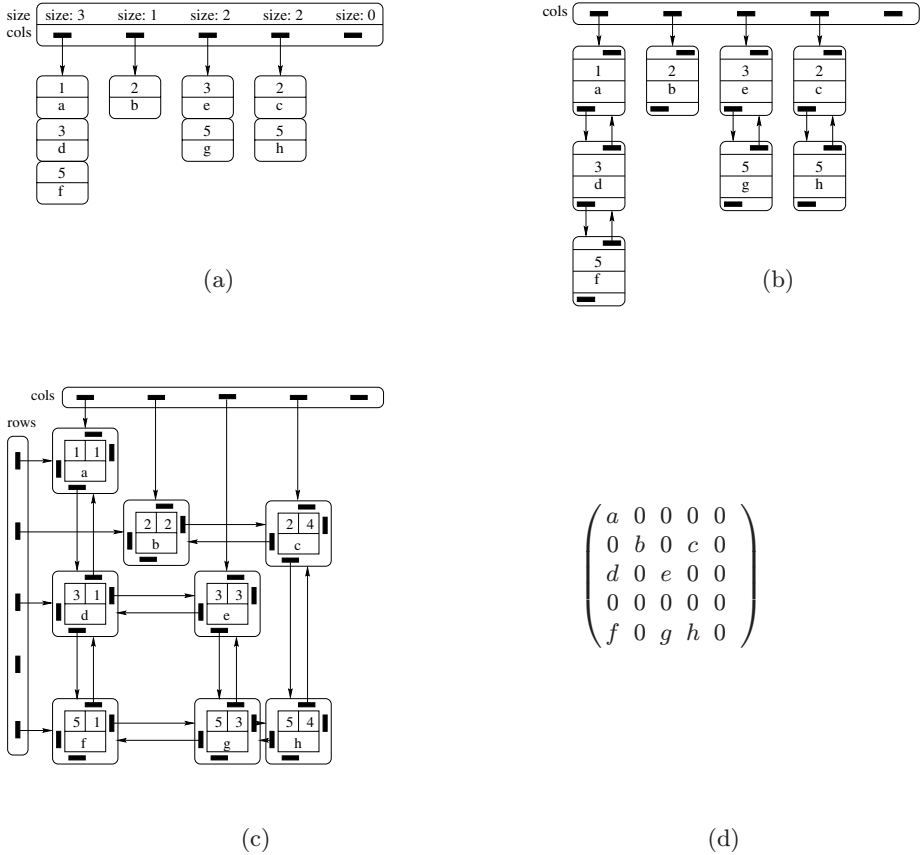 size size: 3 size: 1 size: 2 size: 2 size: 0
cols
1 2 3 2
a b e c
3 5 5
d g h
5
f
(a)
cols
1 2 3 2
a b e c
3 5 5
d g h
5
f
(b)
cols
rows
1 1
a
2 2 2 4
b c
3 1 3 3
d e
5 1 5 3 5 4
f g h
(c)
a 0 0 0 0
0 b 0 c 0
d 0 e 0 0
0 0 0 0 0
f 0 g h 0
(d)